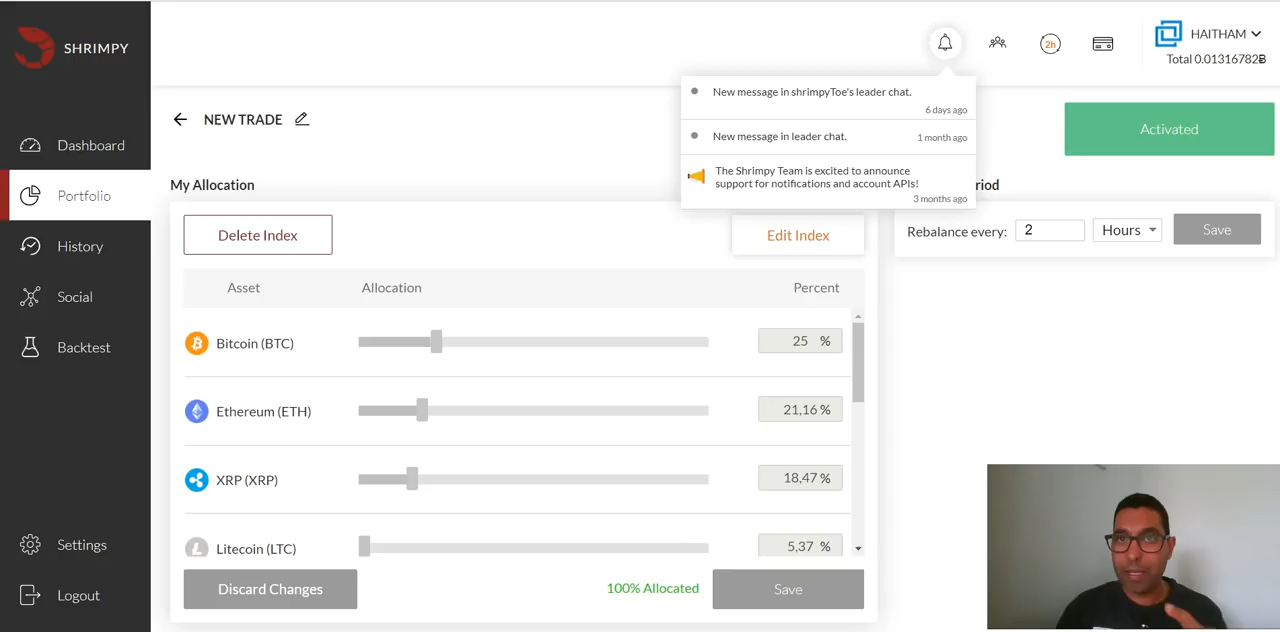 SHRIMPY
2h
HAITHAM
Total 0.01316782Ƀ
New message in shrimpyToe's leader chat.
6 days ago
New message in leader chat.
1 month ago
The Shrimpy Team is excited to announce
support for notifications and account APIs!
3 months ago
NEW TRADE
Activated
Dashboard
Portfolio
History
Social
Backtest
Settings
Logout
My Allocation
Delete Index
Edit Index
Asset Allocation Percent
Bitcoin (BTC) 25 %
Ethereum (ETH) 21,16 %
XRP (XRP) 18,47 %
Litecoin (LTC) 5,37 %
Discard Changes
100% Allocated
Save
riod
Rebalance every: 2 Hours Save